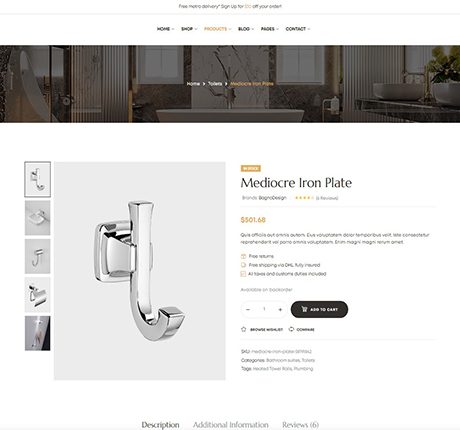 Free metro delivery* Sign Up for $10 off your order!
HOME SHOP PRODUCTS BLOG PAGES CONTACTS
Home > Toilets > Mediocre Iron Plate
IN STOCK
Mediocre Iron Plate
Brands: BagnoDesign (6 Reviews)
$501.68
Quis officia aut omnis autem. Eius voluptatem dolor temporibus velit. Iste consectetur
reprehenderit vel porro omnis voluptatem. Enim magni magni rerum amet.
Free returns
Free shipping via DHL, fully insured
All taxes and customs duties included
Available on backorder
− 1 + ADD TO CART
BROWSE WISHLIST COMPARE
SKU: mediocre-iron-plate
Categories: Bathroom suites, Toilets
Tags: Heated Towel Rails, Plumbing
Description Additional Information Reviews (6)